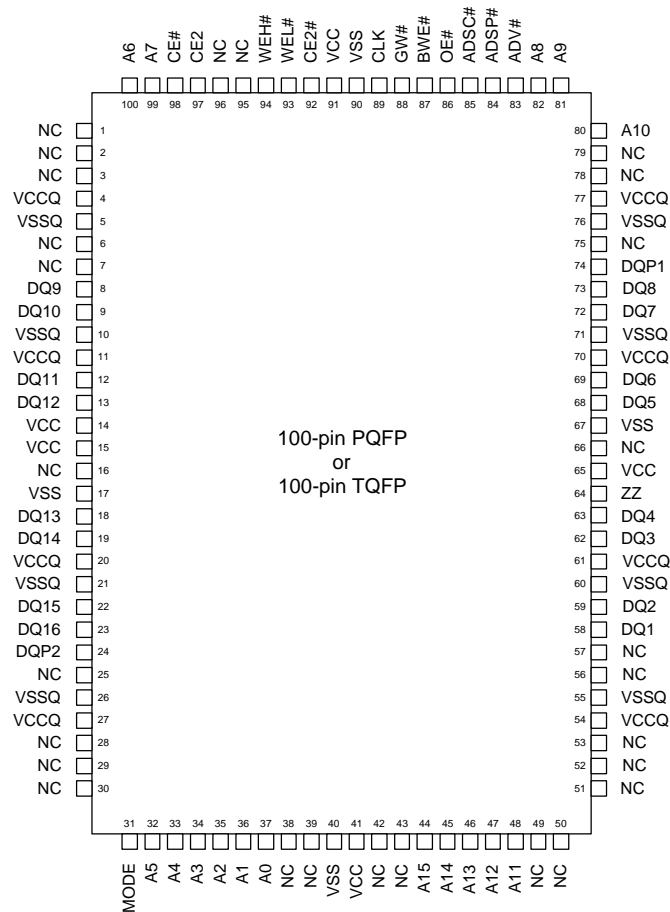 A6 A7 CE# CE2 NC NC WEH# WEL# CE2# VCC VSS CLK GW# BWE# OE# ADSC# ADSP# ADV# A8 A9
100 99 98 97 96 95 94 93 92 91 90 89 88 87 86 85 84 83 82 81
NC 1 80 A10
NC 2 79 NC
NC 3 78 NC
VCCQ 4 77 VCCQ
VSSQ 5 76 VSSQ
NC 6 75 NC
NC 7 74 DQP1
DQ9 8 73 DQ8
DQ10 9 72 DQ7
VSSQ 10 71 VSSQ
VCCQ 11 70 VCCQ
DQ11 12 69 DQ6
DQ12 13 68 DQ5
VCC 14 67 VSS
VCC 15 66 NC
NC 16 65 VCC
VSS 17 64 ZZ
DQ13 18 63 DQ4
DQ14 19 62 DQ3
VCCQ 20 61 VCCQ
VSSQ 21 60 VSSQ
DQ15 22 59 DQ2
DQ16 23 58 DQ1
DQP2 24 57 NC
NC 25 56 NC
VSSQ 26 55 VSSQ
VCCQ 27 54 VCCQ
NC 28 53 NC
NC 29 52 NC
NC 30 51 NC
100-pin PQFP
or
100-pin TQFP
31 32 33 34 35 36 37 38 39 40 41 42 43 44 45 46 47 48 49 50
MODE A5 A4 A3 A2 A1 A0 NC NC VSS VCC NC NC A15 A14 A13 A12 A11 NC NC